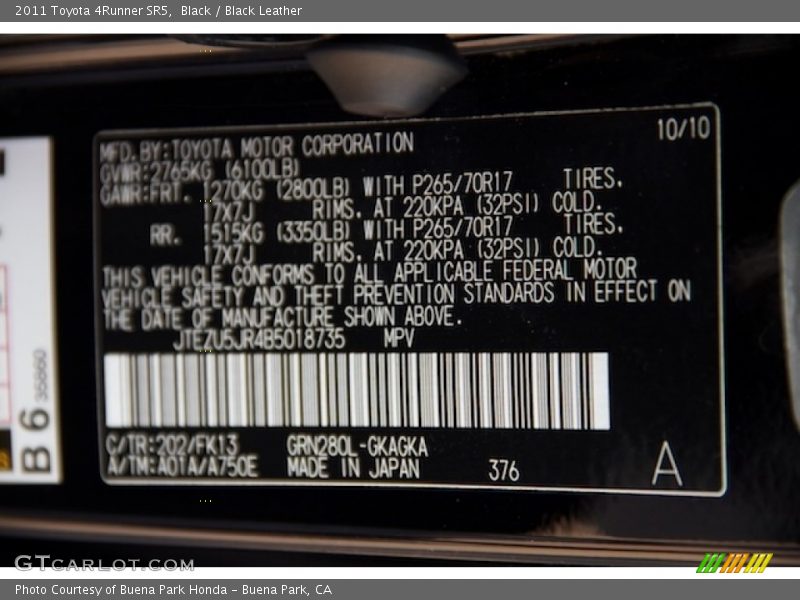 2011 Toyota 4Runner SR5,  Black / Black Leather
10/10
MFD.BY:TOYOTA MOTOR CORPORATION
GVWR:2765KG (6100LB)
GAWR:FRT. 1270KG (2800LB) WITH P265/70R17 TIRES.
17X7J RIMS. AT 220KPA (32PSI) COLD.
RR. 1515KG (3350LB) WITH P265/70R17 TIRES.
17X7J RIMS. AT 220KPA (32PSI) COLD.
THIS VEHICLE CONFORMS TO ALL APPLICABLE FEDERAL MOTOR
VEHICLE SAFETY AND THEFT PREVENTION STANDARDS IN EFFECT ON
THE DATE OF MANUFACTURE SHOWN ABOVE.
JTEZU5JR4B5018735 MPV
C/TR:202/FK13 GRN280L-GKAGKA
A/TM:A01A/A750E MADE IN JAPAN 376 A
B 6 35860
GTCARLOT.COM
Photo Courtesy of Buena Park Honda – Buena Park, CA